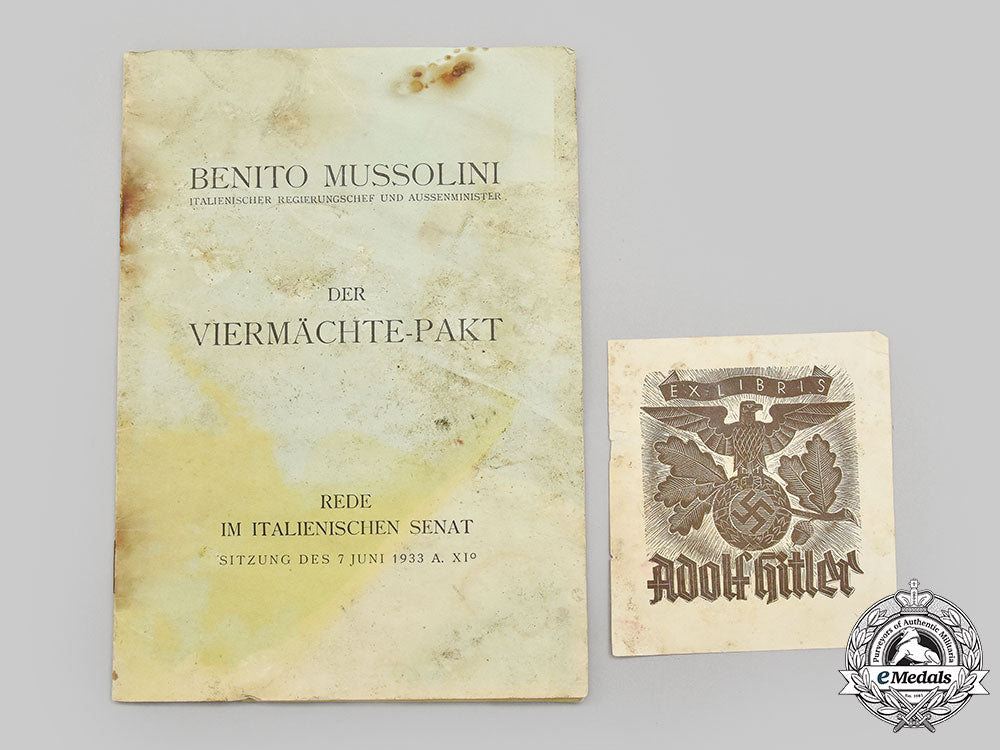 BENITO MUSSOLINI
ITALIENISCHER REGIERUNGSCHEF UND AUSSENMINISTER
DER
VIERMÄCHTE-PAKT
REDE
IM ITALIENISCHEN SENAT
SITZUNG DES 7 JUNI 1933 A. XIº
EX-LIBRIS
Adolf Hitler
Purveyors of Authentic Militaria
eMedals